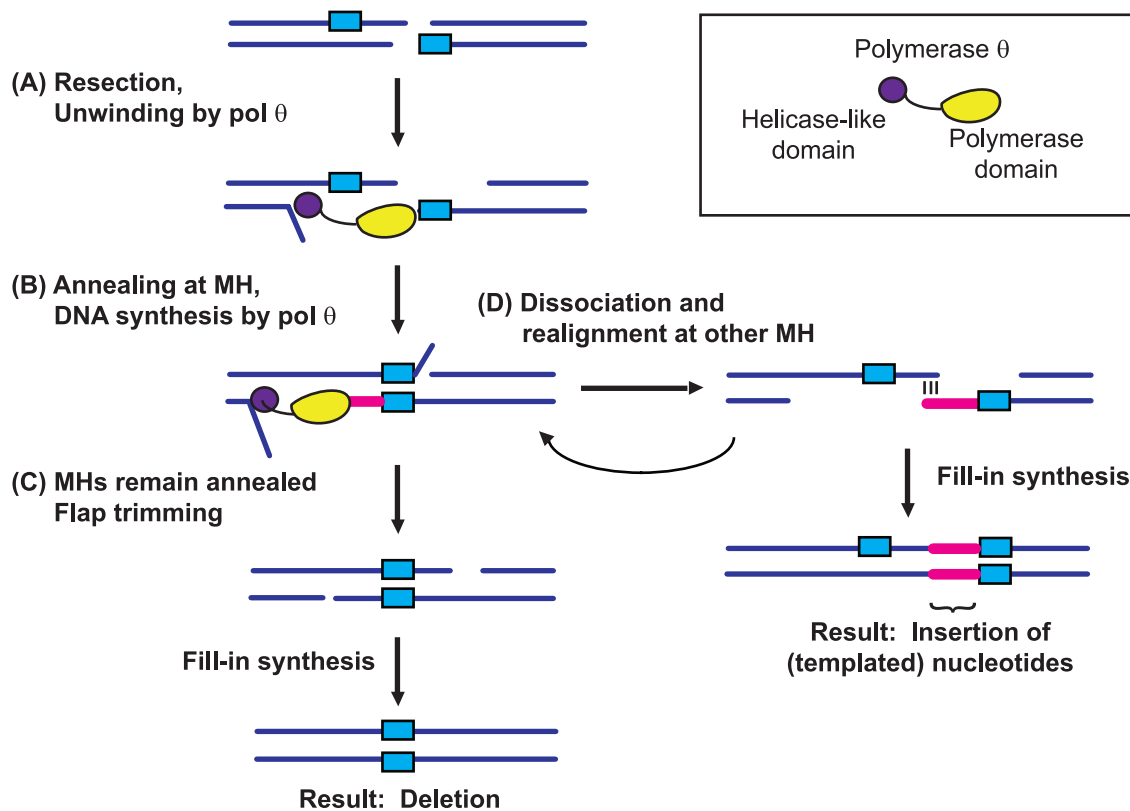 (A) Resection,
Unwinding by pol θ
Polymerase θ
Helicase-like
domain
Polymerase
domain
(B) Annealing at MH,
DNA synthesis by pol θ
(D) Dissociation and
realignment at other MH
(C) MHs remain annealed
Flap trimming
Fill-in synthesis
Fill-in synthesis
Result: Insertion of
(templated) nucleotides
Result: Deletion